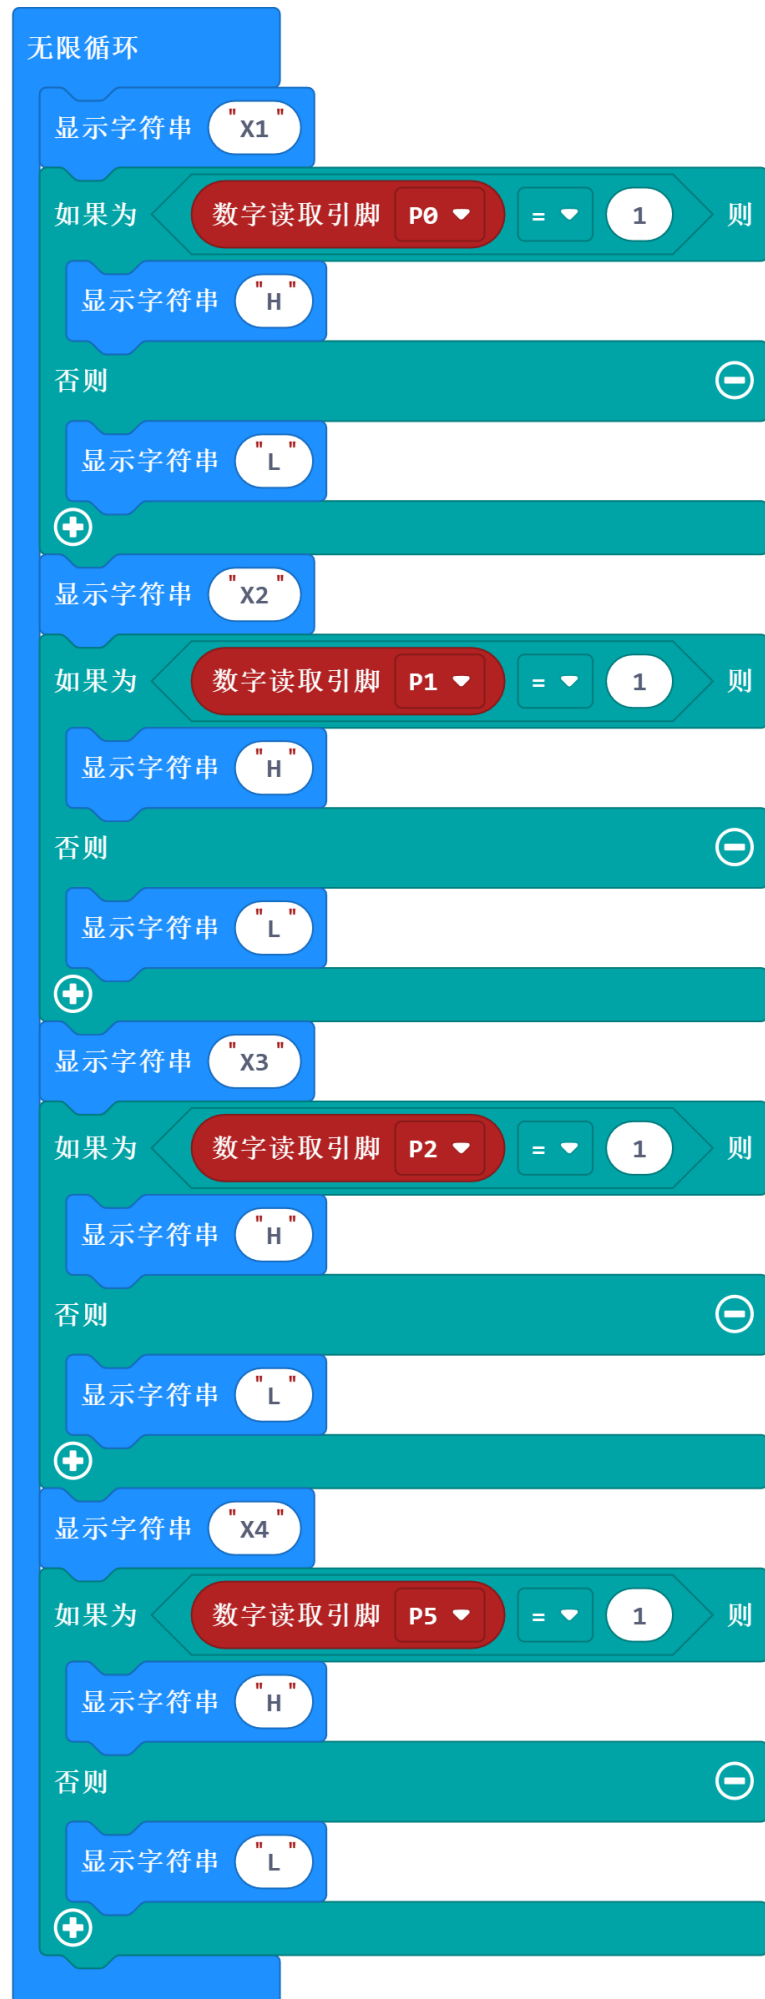 无限循环
显示字符串 "X1"
如果为 数字读取引脚 P0 = 1 则
显示字符串 "H"
否则
显示字符串 "L"
显示字符串 "X2"
如果为 数字读取引脚 P1 = 1 则
显示字符串 "H"
否则
显示字符串 "L"
显示字符串 "X3"
如果为 数字读取引脚 P2 = 1 则
显示字符串 "H"
否则
显示字符串 "L"
显示字符串 "X4"
如果为 数字读取引脚 P5 = 1 则
显示字符串 "H"
否则
显示字符串 "L"